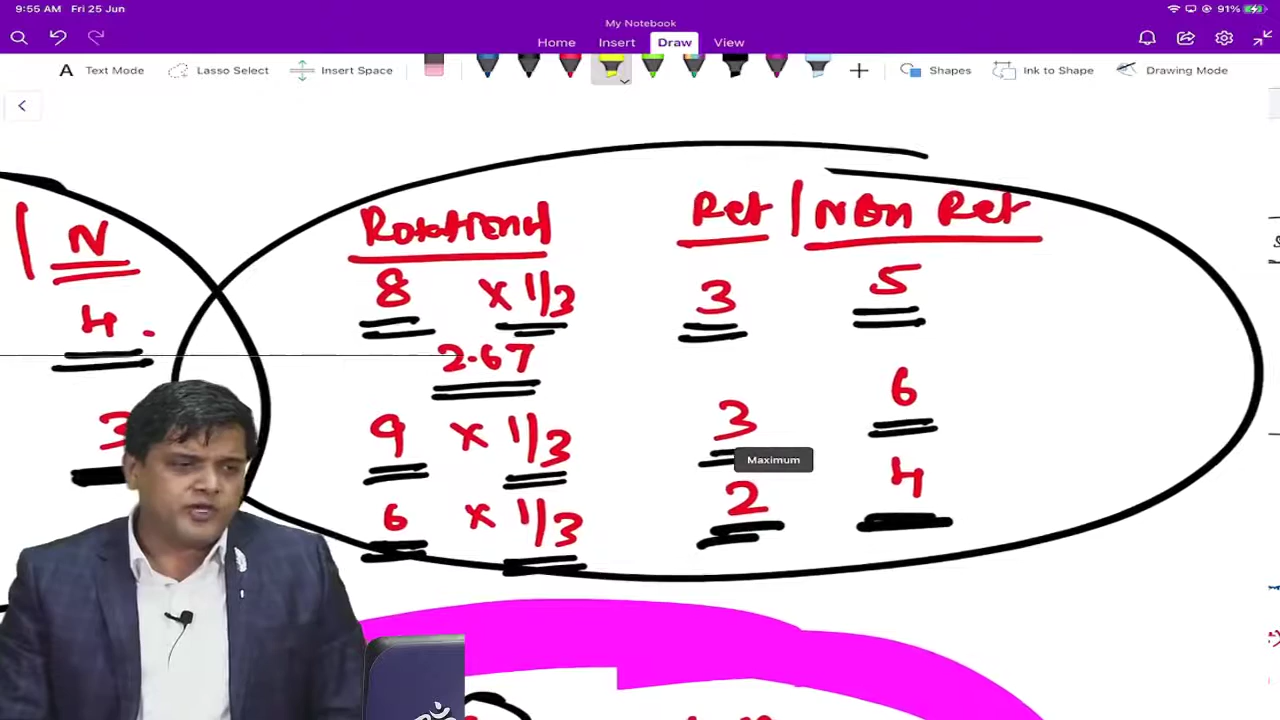 9:55 AM Fri 25 Jun
91%
My Notebook
Home Insert Draw View
Text Mode Lasso Select Insert Space Shapes Ink to Shape Drawing Mode
N Rotational Ret | Non Ret
4. 8 x 1/3 3 5
2.67
3 9 x 1/3 3 6
Maximum
6 x 1/3 2 4
ॐ